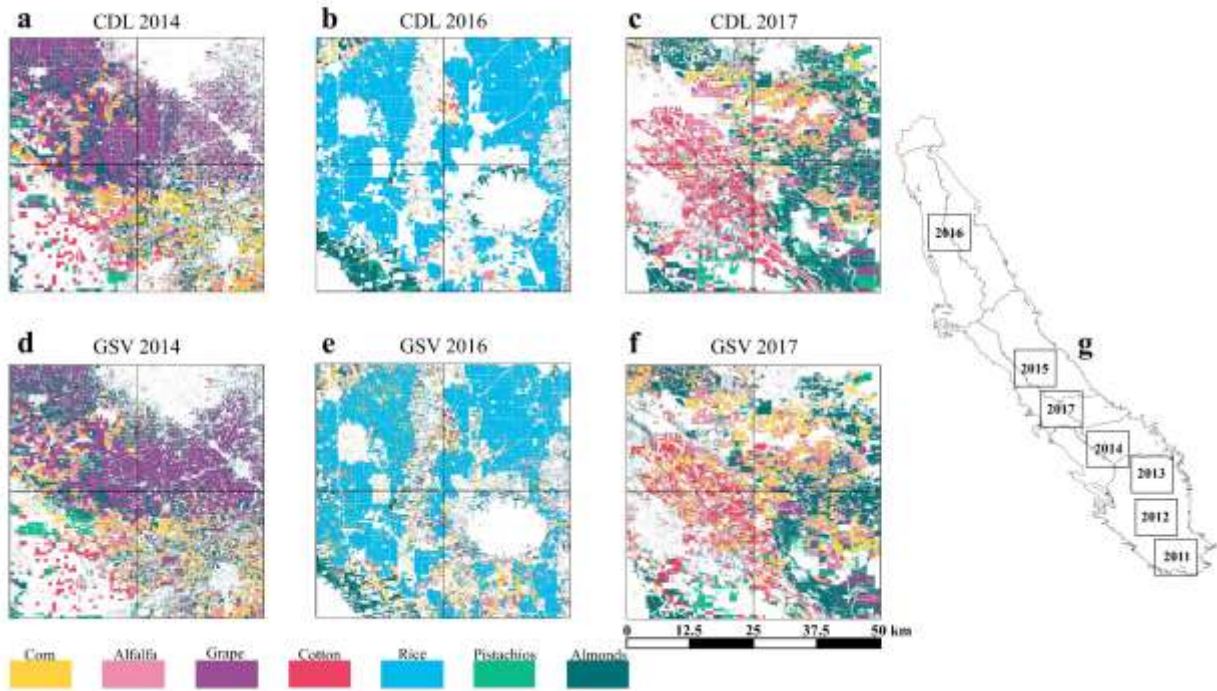 a
CDL 2014
b
CDL 2016
c
CDL 2017
d
GSV 2014
e
GSV 2016
f
GSV 2017
g
2016
2015
2017
2014
2013
2012
2011
0 12.5 25 37.5 50 km
Corn Alfalfa Grape Cotton Rice Pistachios Almonds